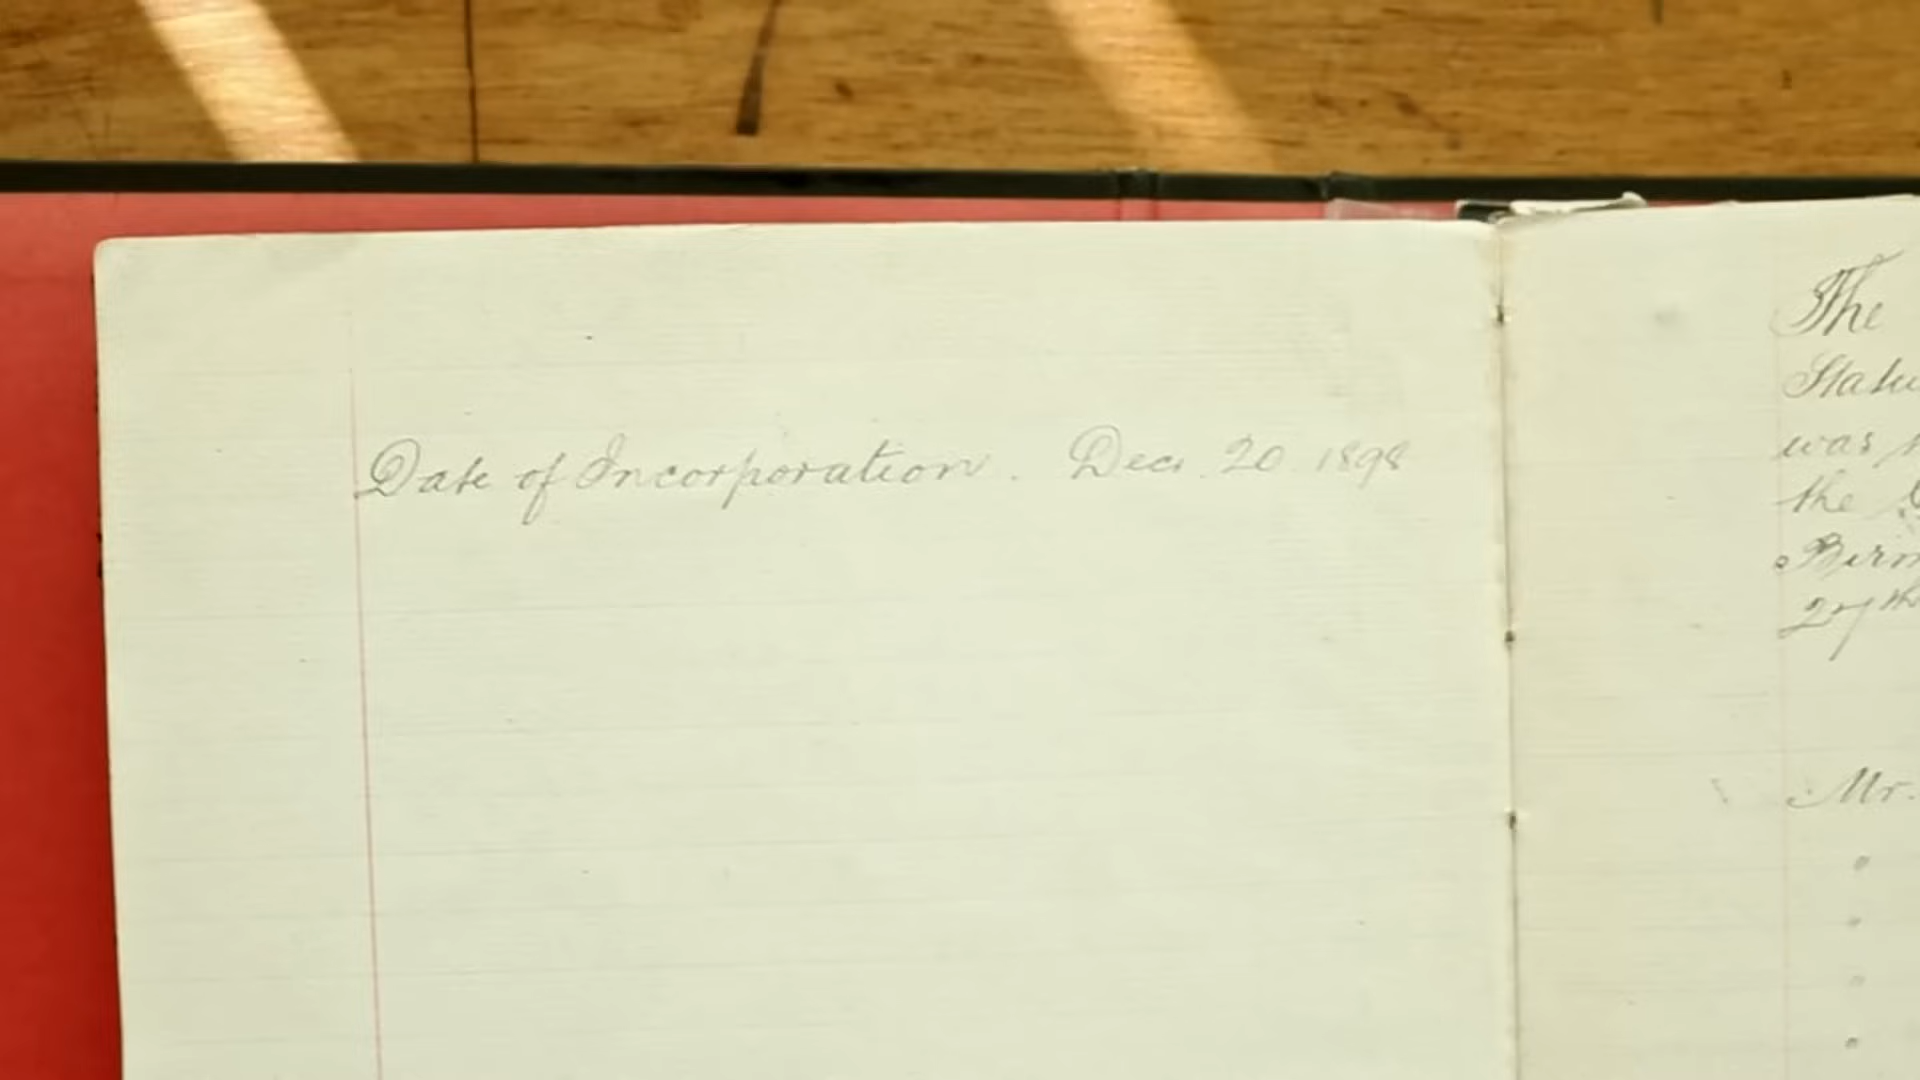 Date of Incorporation. Dec. 20 1898
The
Statu
was
the
Birm
27th
Mr.
"
"
"
"